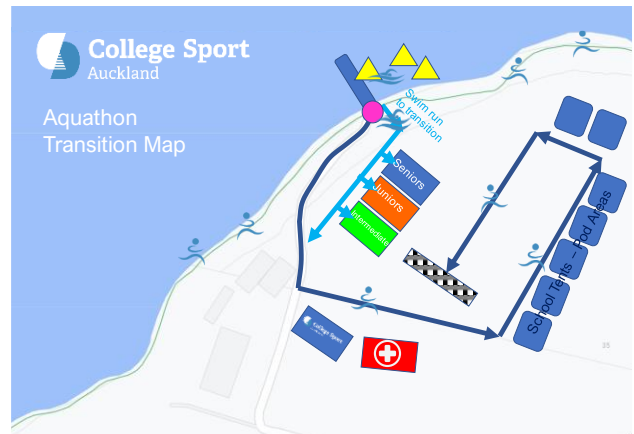 College Sport
Auckland
Aquathon
Transition Map
Swim run
to transition
Seniors
Juniors
Intermediate
School Tents – Pod Areas
College Sport
35